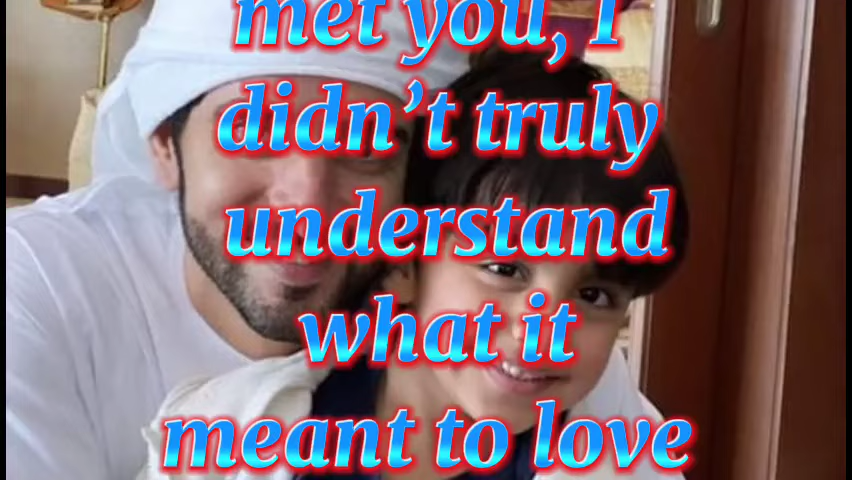 met you, I
didn’t truly
understand
what it
meant to love